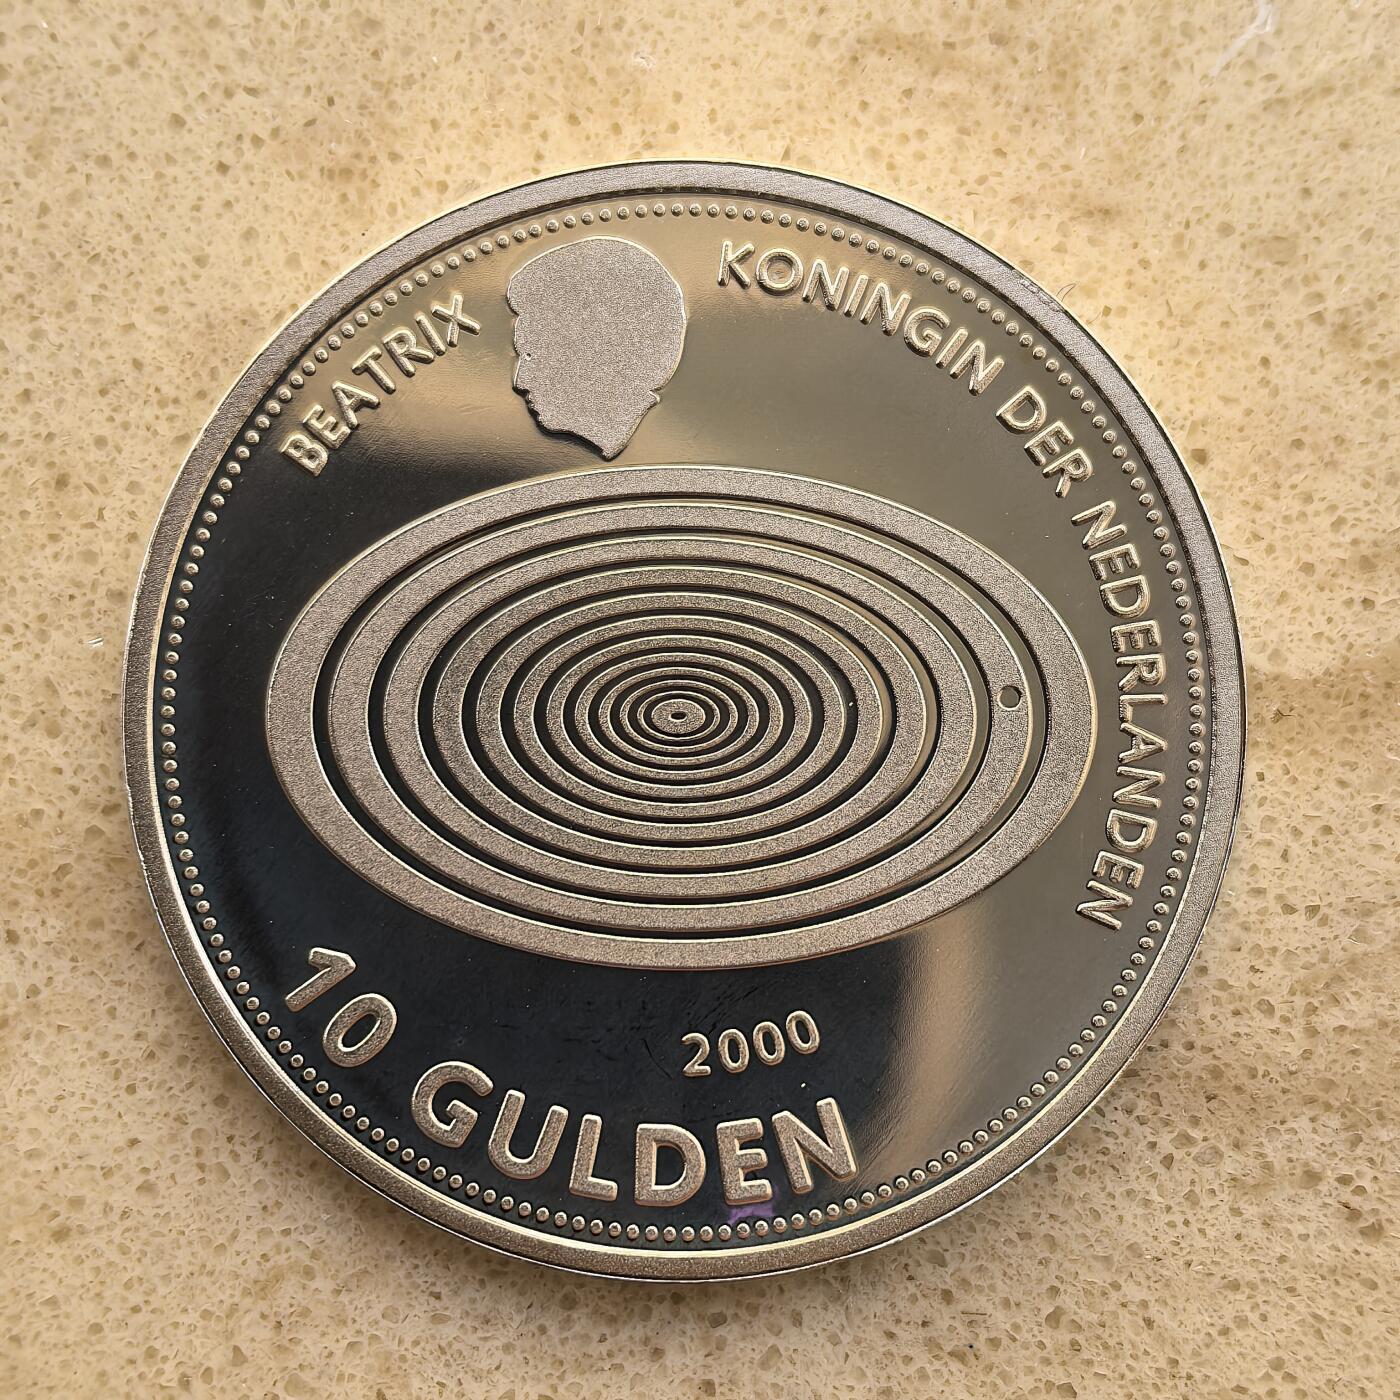 BEATRIX KONINGIN DER NEDERLANDEN
2000
10 GULDEN